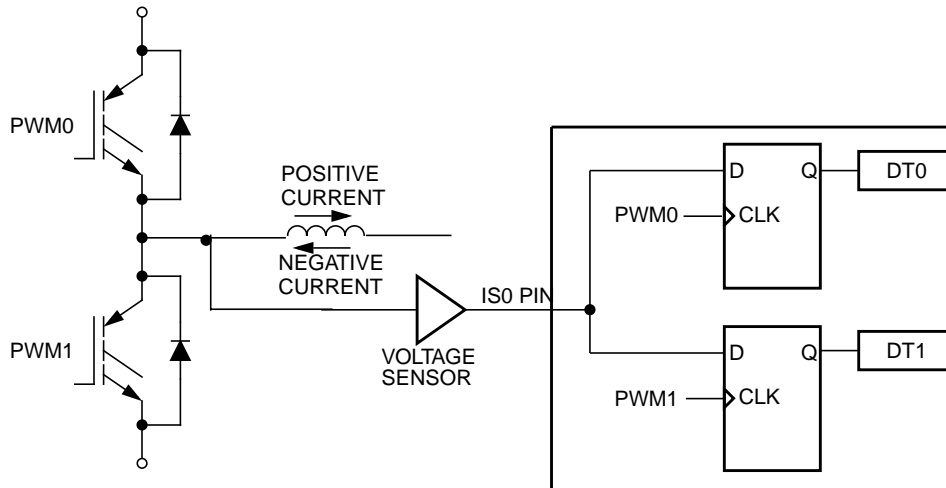 PWM0
POSITIVE
CURRENT
NEGATIVE
CURRENT
PWM1
VOLTAGE
SENSOR
IS0 PIN
D
Q
DT0
PWM0
CLK
D
Q
DT1
PWM1
CLK